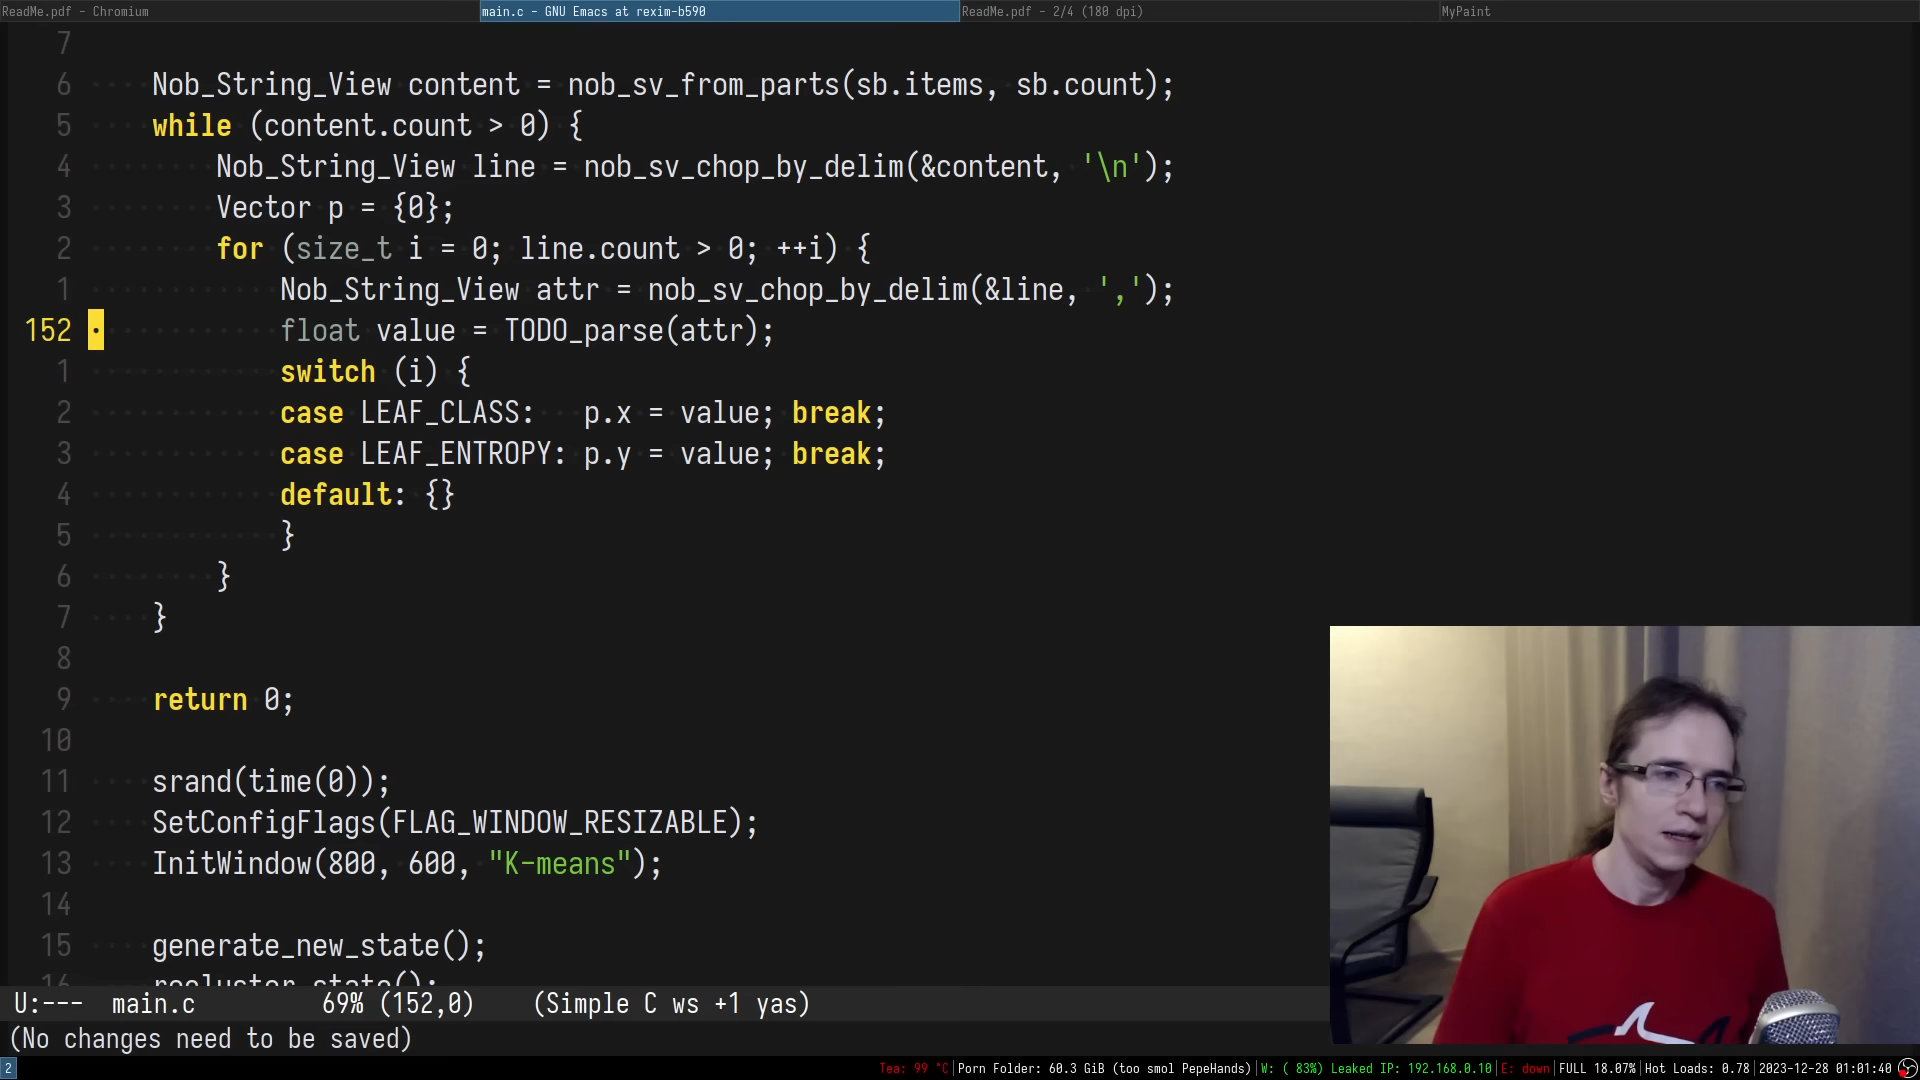 ReadMe.pdf - Chromium
main.c - GNU Emacs at rexim-b590
ReadMe.pdf - 2/4 (180 dpi)
MyPaint
7
6 Nob_String_View content = nob_sv_from_parts(sb.items, sb.count);
5 while (content.count > 0) {
4 Nob_String_View line = nob_sv_chop_by_delim(&content, '\n');
3 Vector p = {0};
2 for (size_t i = 0; line.count > 0; ++i) {
1 Nob_String_View attr = nob_sv_chop_by_delim(&line, ',');
152 float value = TODO_parse(attr);
1 switch (i) {
2 case LEAF_CLASS: p.x = value; break;
3 case LEAF_ENTROPY: p.y = value; break;
4 default: {}
5 }
6 }
7 }
8
9 return 0;
10
11 srand(time(0));
12 SetConfigFlags(FLAG_WINDOW_RESIZABLE);
13 InitWindow(800, 600, "K-means");
14
15 generate_new_state();
16 recluster_state();
U:--- main.c 69% (152,0) (Simple C ws +1 yas)
(No changes need to be saved)
2
Tea: 99 °C|Porn Folder: 60.3 GiB (too smol PepeHands)|W: ( 83%) Leaked IP: 192.168.0.10|E: down|FULL 18.07%|Hot Loads: 0.78|2023-12-28 01:01:40